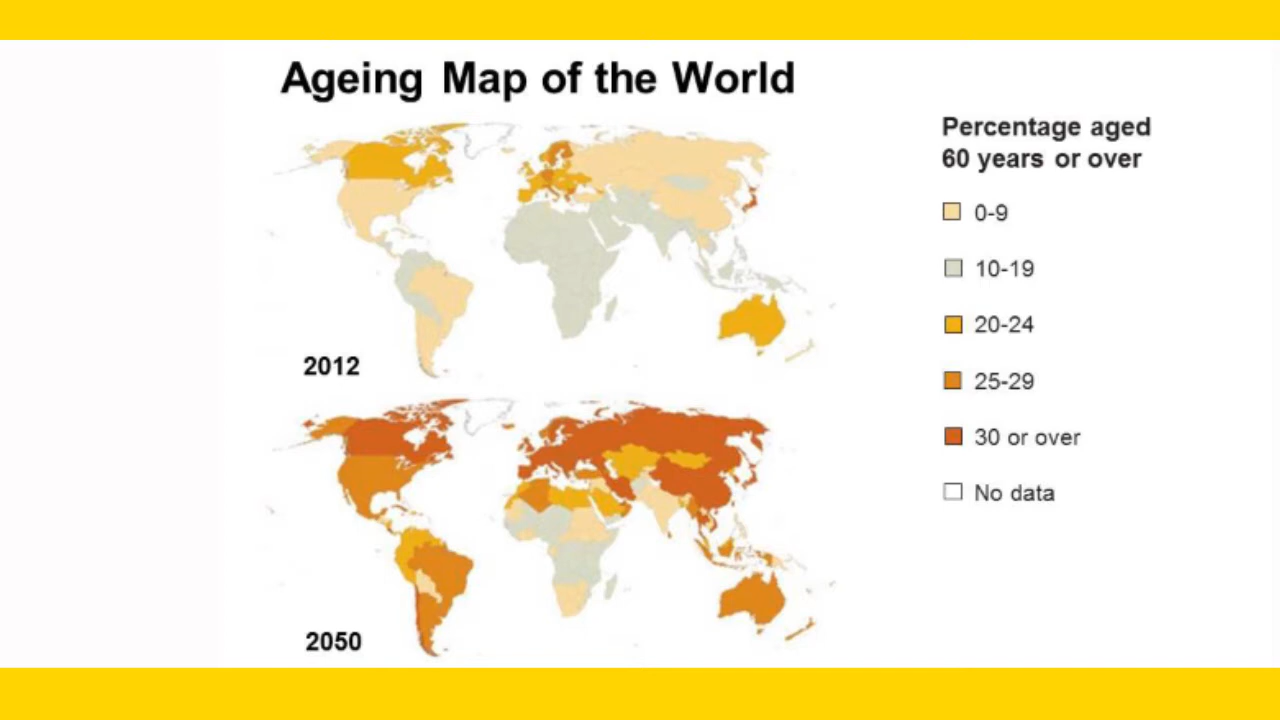 Ageing Map of the World
2012
2050
Percentage aged
60 years or over
0-9
10-19
20-24
25-29
30 or over
No data